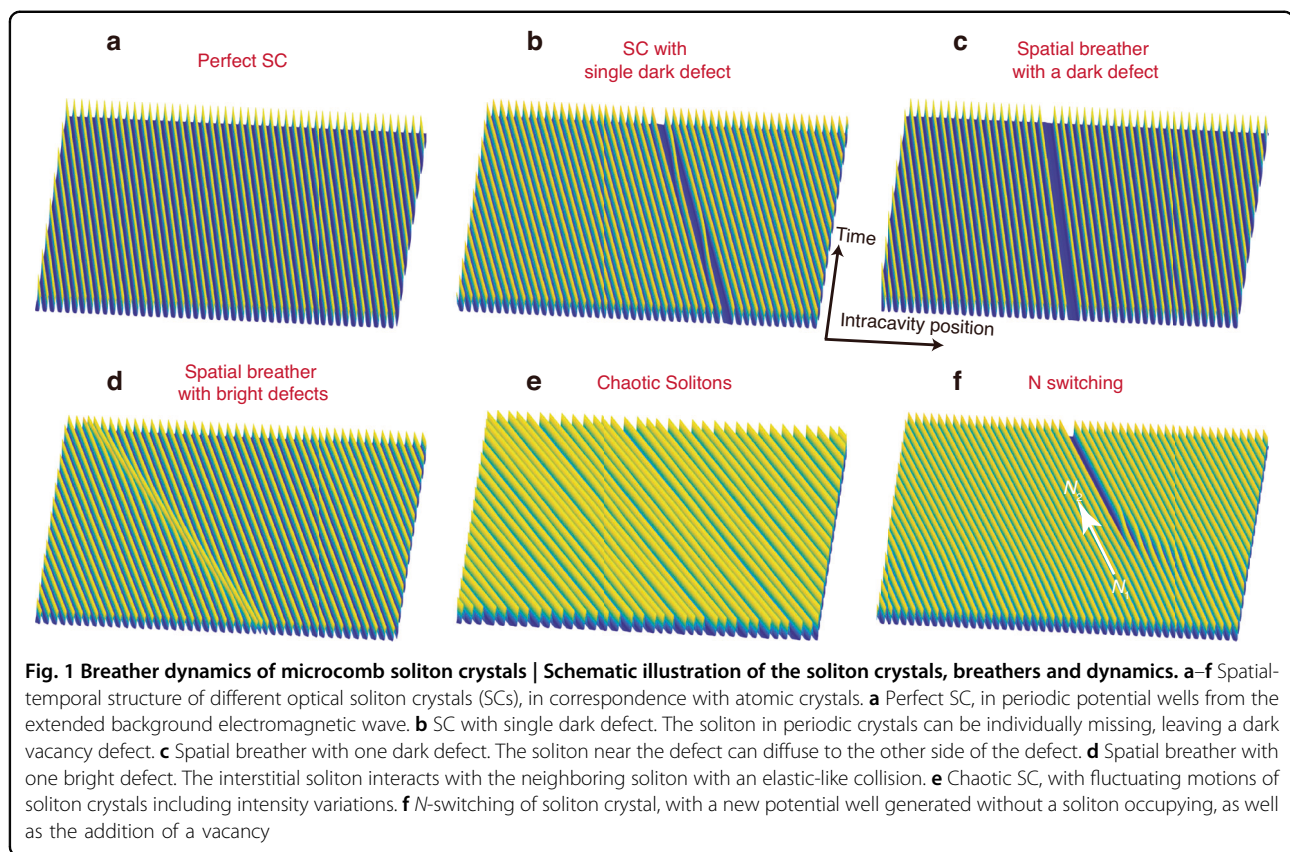 a
Perfect SC
b
SC with
single dark defect
c
Spatial breather
with a dark defect
Time
Intracavity position
d
Spatial breather
with bright defects
e
Chaotic Solitons
f
N switching
N₂
N₁
Fig. 1 Breather dynamics of microcomb soliton crystals | Schematic illustration of the soliton crystals, breathers and dynamics. a–f Spatial-
temporal structure of different optical soliton crystals (SCs), in correspondence with atomic crystals. a Perfect SC, in periodic potential wells from the
extended background electromagnetic wave. b SC with single dark defect. The soliton in periodic crystals can be individually missing, leaving a dark
vacancy defect. c Spatial breather with one dark defect. The soliton near the defect can diffuse to the other side of the defect. d Spatial breather with
one bright defect. The interstitial soliton interacts with the neighboring soliton with an elastic-like collision. e Chaotic SC, with fluctuating motions of
soliton crystals including intensity variations. f N-switching of soliton crystal, with a new potential well generated without a soliton occupying, as well
as the addition of a vacancy